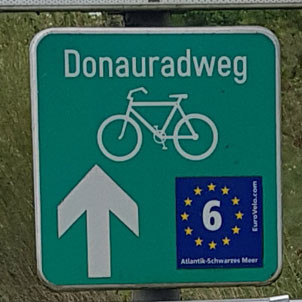 Donauradweg
6
EuroVelo.com
Atlantik-Schwarzes Meer